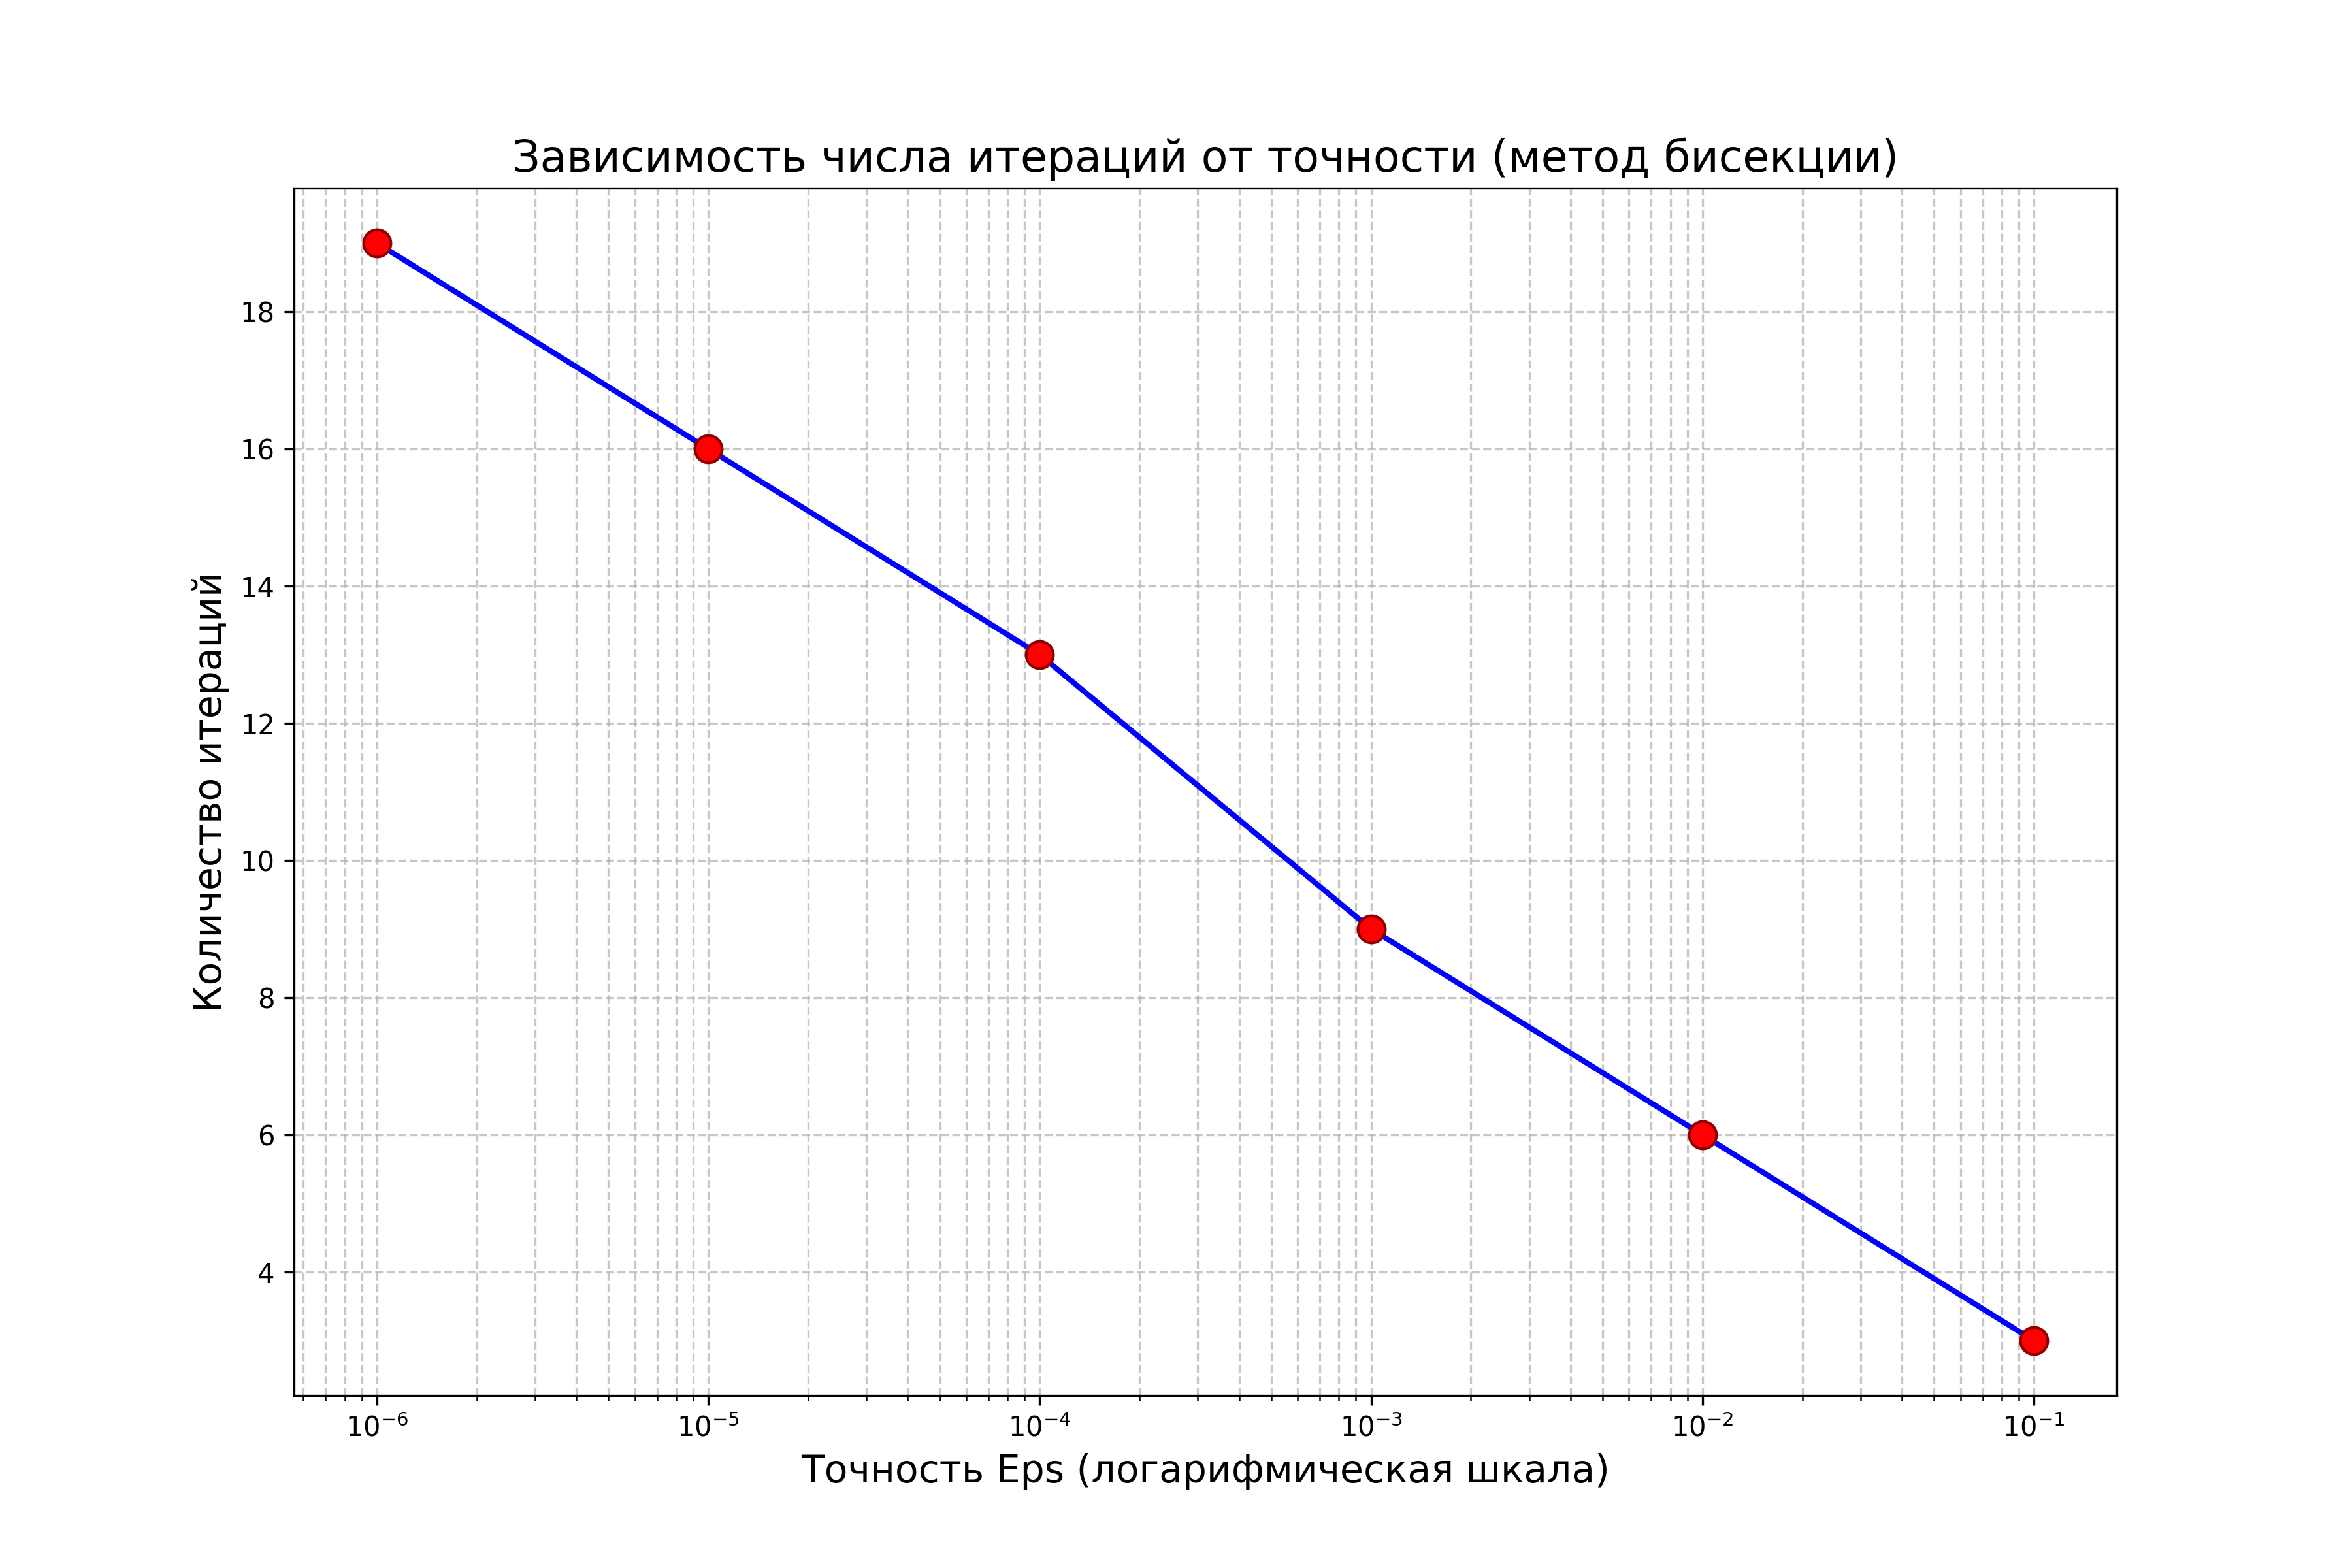 Зависимость числа итераций от точности (метод бисекции)
Количество итераций
18
16
14
12
10
8
6
4
10⁻⁶ 10⁻⁵ 10⁻⁴ 10⁻³ 10⁻² 10⁻¹
Точность Eps (логарифмическая шкала)